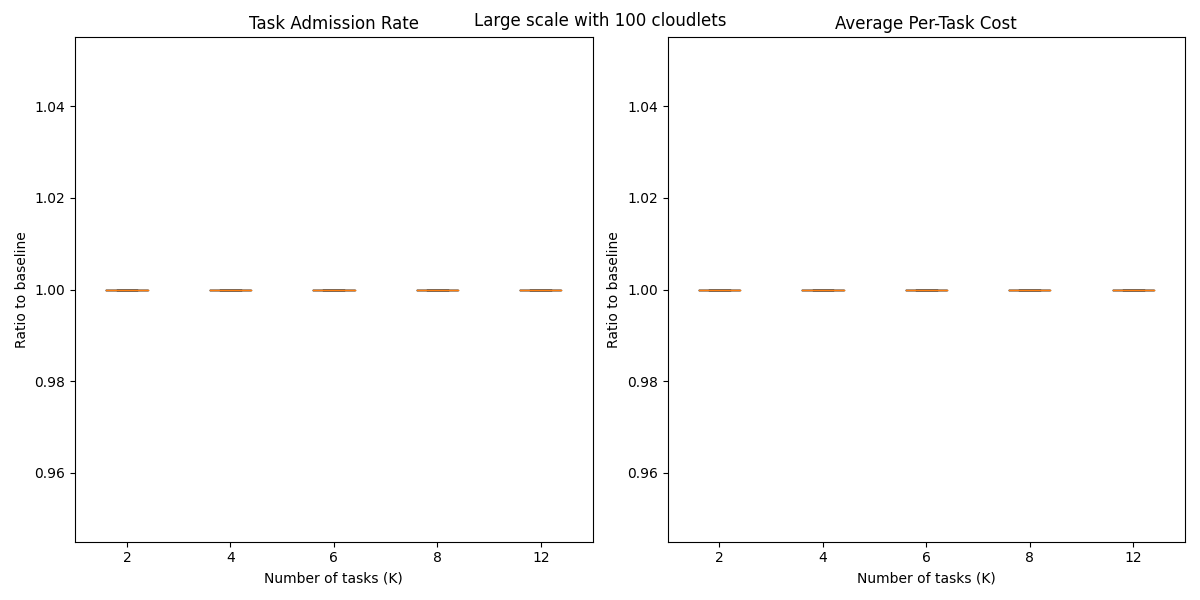 Large scale with 100 cloudlets
Task Admission Rate
Ratio to baseline
1.04
1.02
1.00
0.98
0.96
2 4 6 8 12
Number of tasks (K)
Average Per-Task Cost
Ratio to baseline
1.04
1.02
1.00
0.98
0.96
2 4 6 8 12
Number of tasks (K)